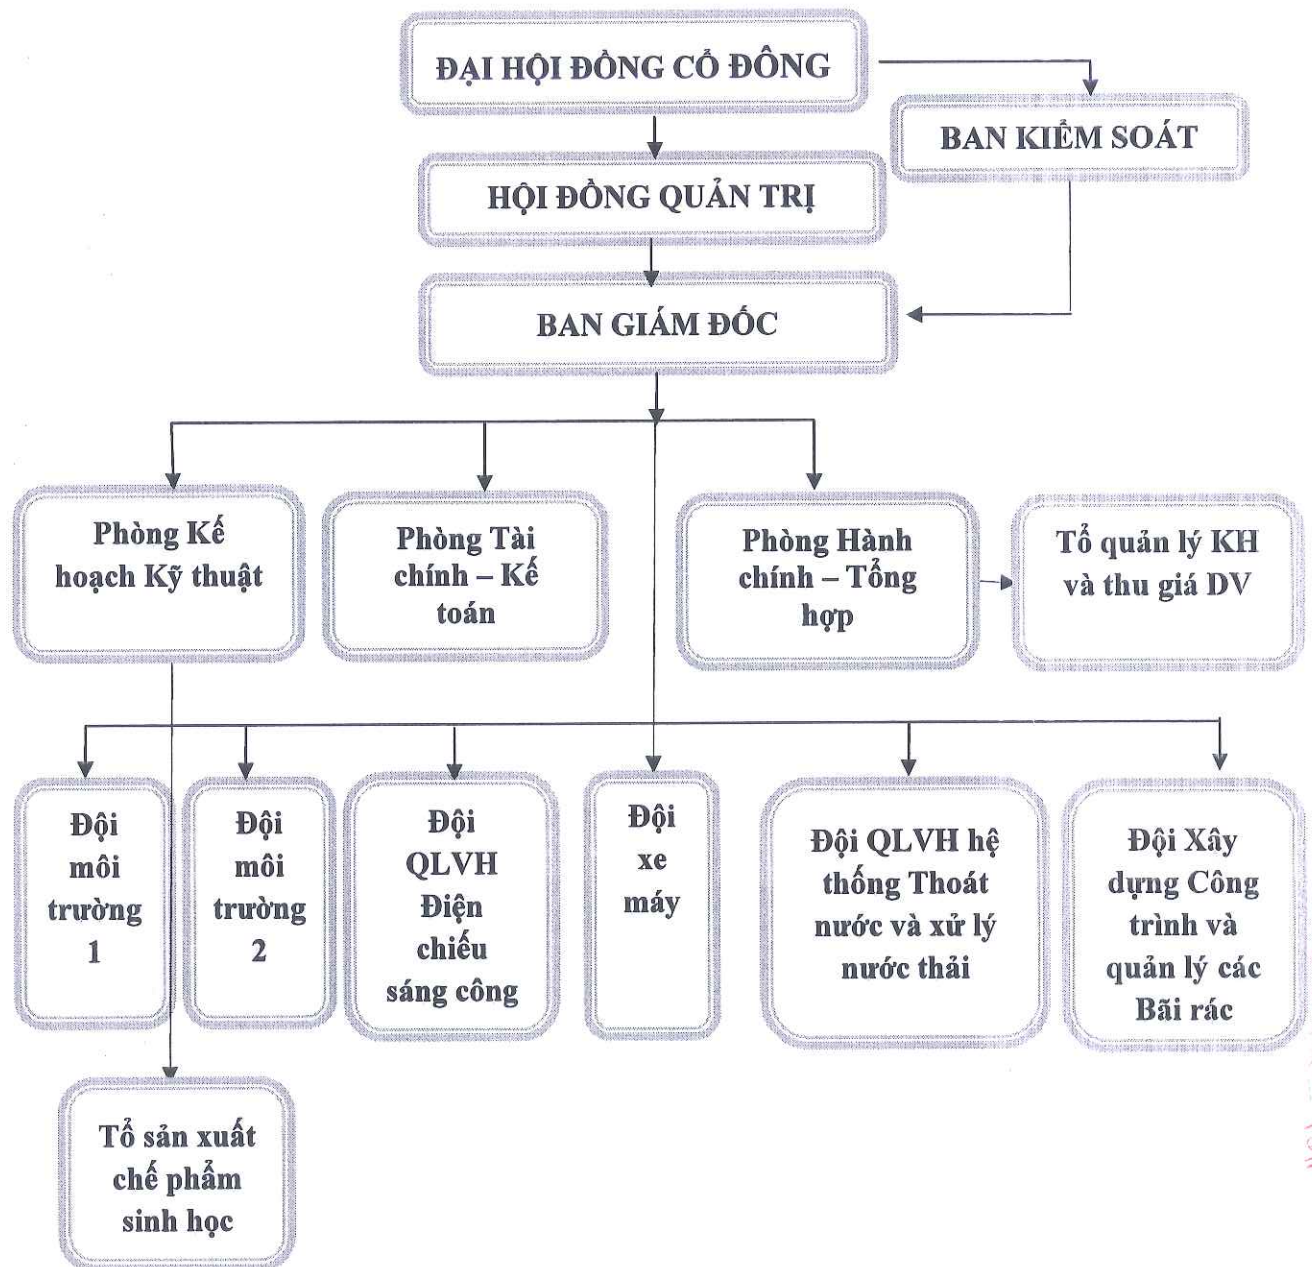 ĐẠI HỘI ĐỒNG CỔ ĐÔNG
BAN KIỂM SOÁT
HỘI ĐỒNG QUẢN TRỊ
BAN GIÁM ĐỐC
Phòng Kế
hoạch Kỹ thuật
Phòng Tài
chính – Kế
toán
Phòng Hành
chính – Tổng
hợp
Tổ quản lý KH
và thu giá DV
Đội
môi
trường
1
Đội
môi
trường
2
Đội
QLVH
Điện
chiếu
sáng công
Đội
xe
máy
Đội QLVH hệ
thống Thoát
nước và xử lý
nước thải
Đội Xây
dựng Công
trình và
quản lý các
Bãi rác
Tổ sản xuất
chế phẩm
sinh học